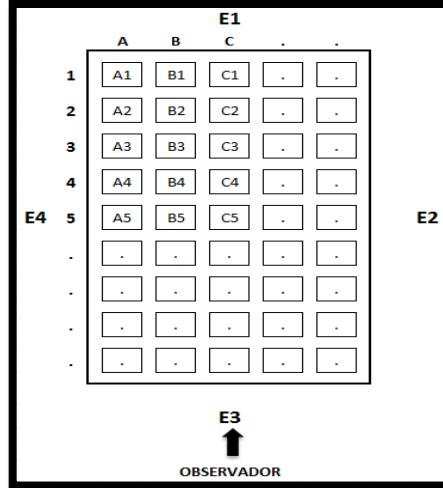 E1
A B C . .
1 A1 B1 C1 . .
2 A2 B2 C2 . .
3 A3 B3 C3 . .
4 A4 B4 C4 . .
E4 5 A5 B5 C5 . . E2
. . . . . .
. . . . . .
. . . . . .
. . . . . .
E3
OBSERVADOR